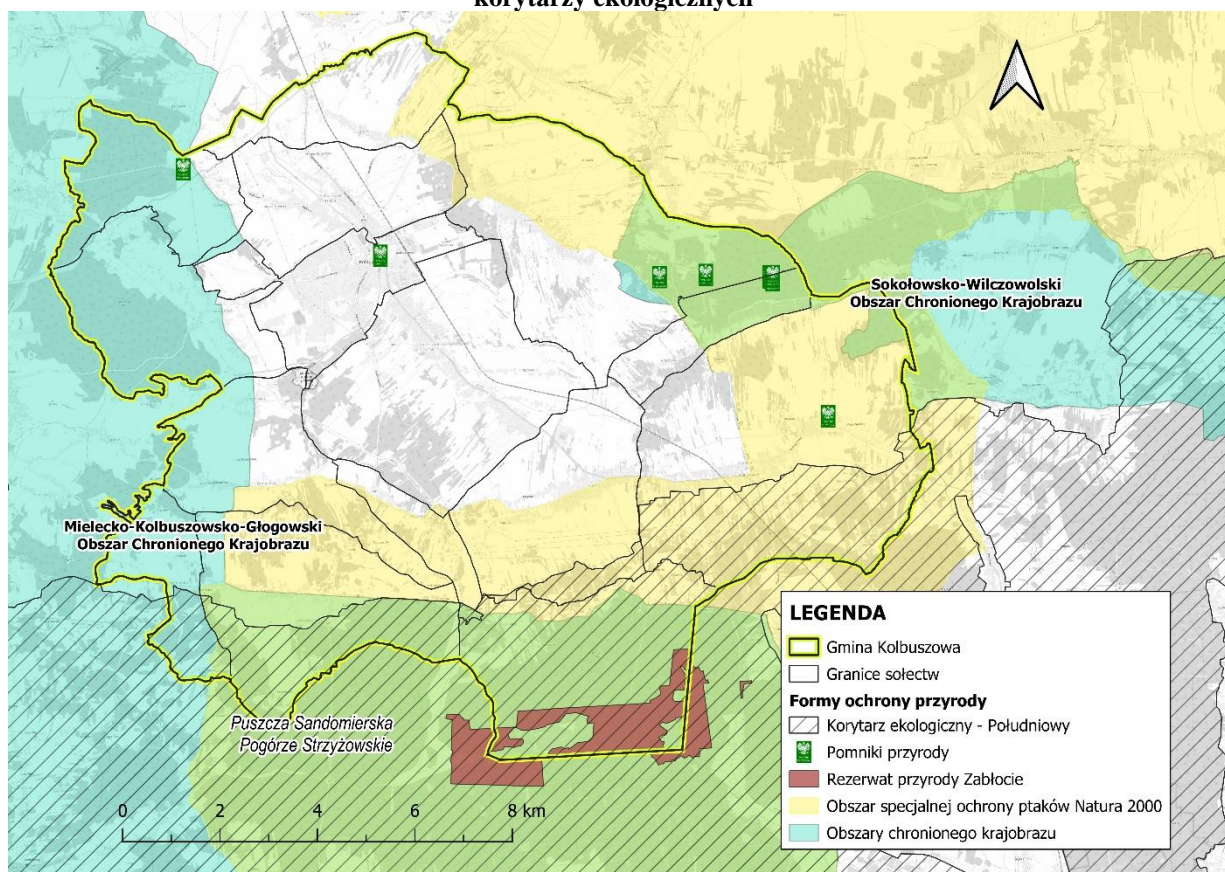 korytarzy ekologicznych
Sokołowsko-Wilczowolski
Obszar Chronionego Krajobrazu
Mielecko-Kolbuszowsko-Głogowski
Obszar Chronionego Krajobrazu
Puszcza Sandomierska
Pogórze Strzyżowskie
0 2 4 6 8 km
LEGENDA
Gmina Kolbuszowa
Granice sołectw
Formy ochrony przyrody
Korytarz ekologiczny - Południowy
Pomniki przyrody
Rezerwat przyrody Zabłocie
Obszar specjalnej ochrony ptaków Natura 2000
Obszary chronionego krajobrazu